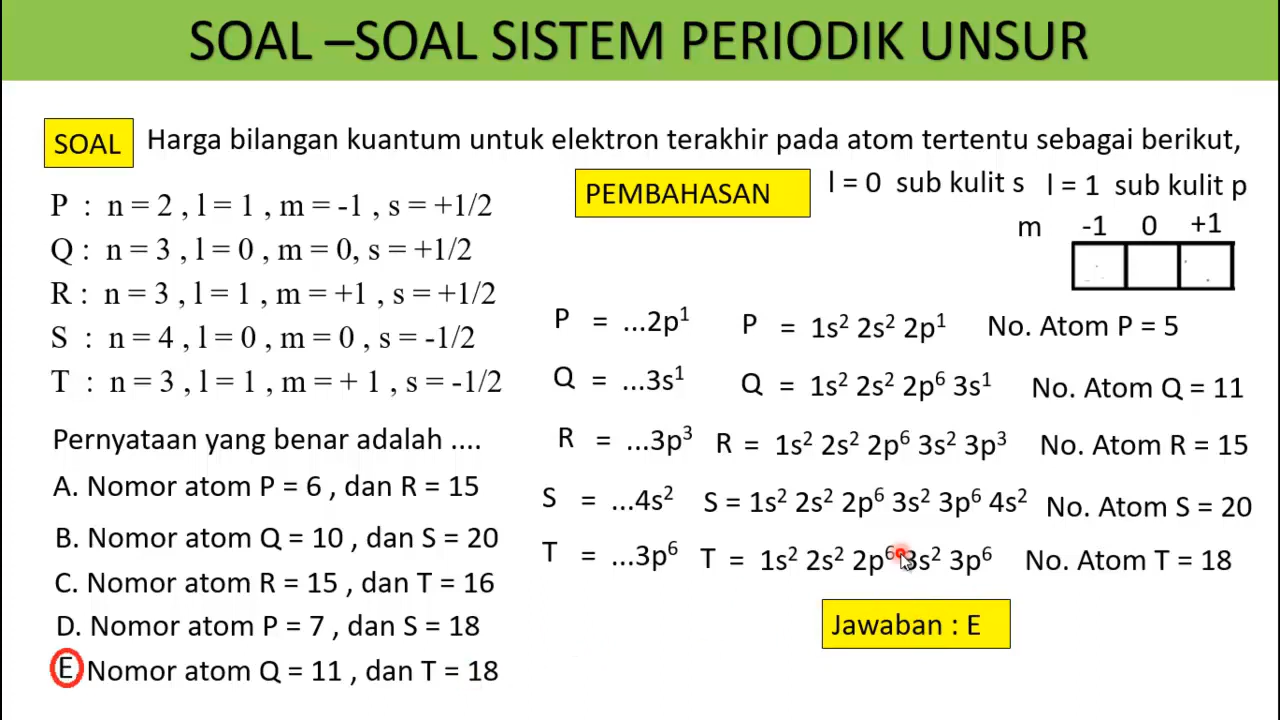 SOAL –SOAL SISTEM PERIODIK UNSUR
SOAL Harga bilangan kuantum untuk elektron terakhir pada atom tertentu sebagai berikut,
P : n = 2 , l = 1 , m = -1 , s = +1/2
Q : n = 3 , l = 0 , m = 0, s = +1/2
R : n = 3 , l = 1 , m = +1 , s = +1/2
S : n = 4 , l = 0 , m = 0 , s = -1/2
T : n = 3 , l = 1 , m = + 1 , s = -1/2
Pernyataan yang benar adalah ....
A. Nomor atom P = 6 , dan R = 15
B. Nomor atom Q = 10 , dan S = 20
C. Nomor atom R = 15 , dan T = 16
D. Nomor atom P = 7 , dan S = 18
E Nomor atom Q = 11 , dan T = 18
PEMBAHASAN
l = 0 sub kulit s l = 1 sub kulit p
m -1 0 +1
P = ...2p¹ P = 1s² 2s² 2p¹ No. Atom P = 5
Q = ...3s¹ Q = 1s² 2s² 2p⁶ 3s¹ No. Atom Q = 11
R = ...3p³ R = 1s² 2s² 2p⁶ 3s² 3p³ No. Atom R = 15
S = ...4s² S = 1s² 2s² 2p⁶ 3s² 3p⁶ 4s² No. Atom S = 20
T = ...3p⁶ T = 1s² 2s² 2p⁶ 3s² 3p⁶ No. Atom T = 18
Jawaban : E